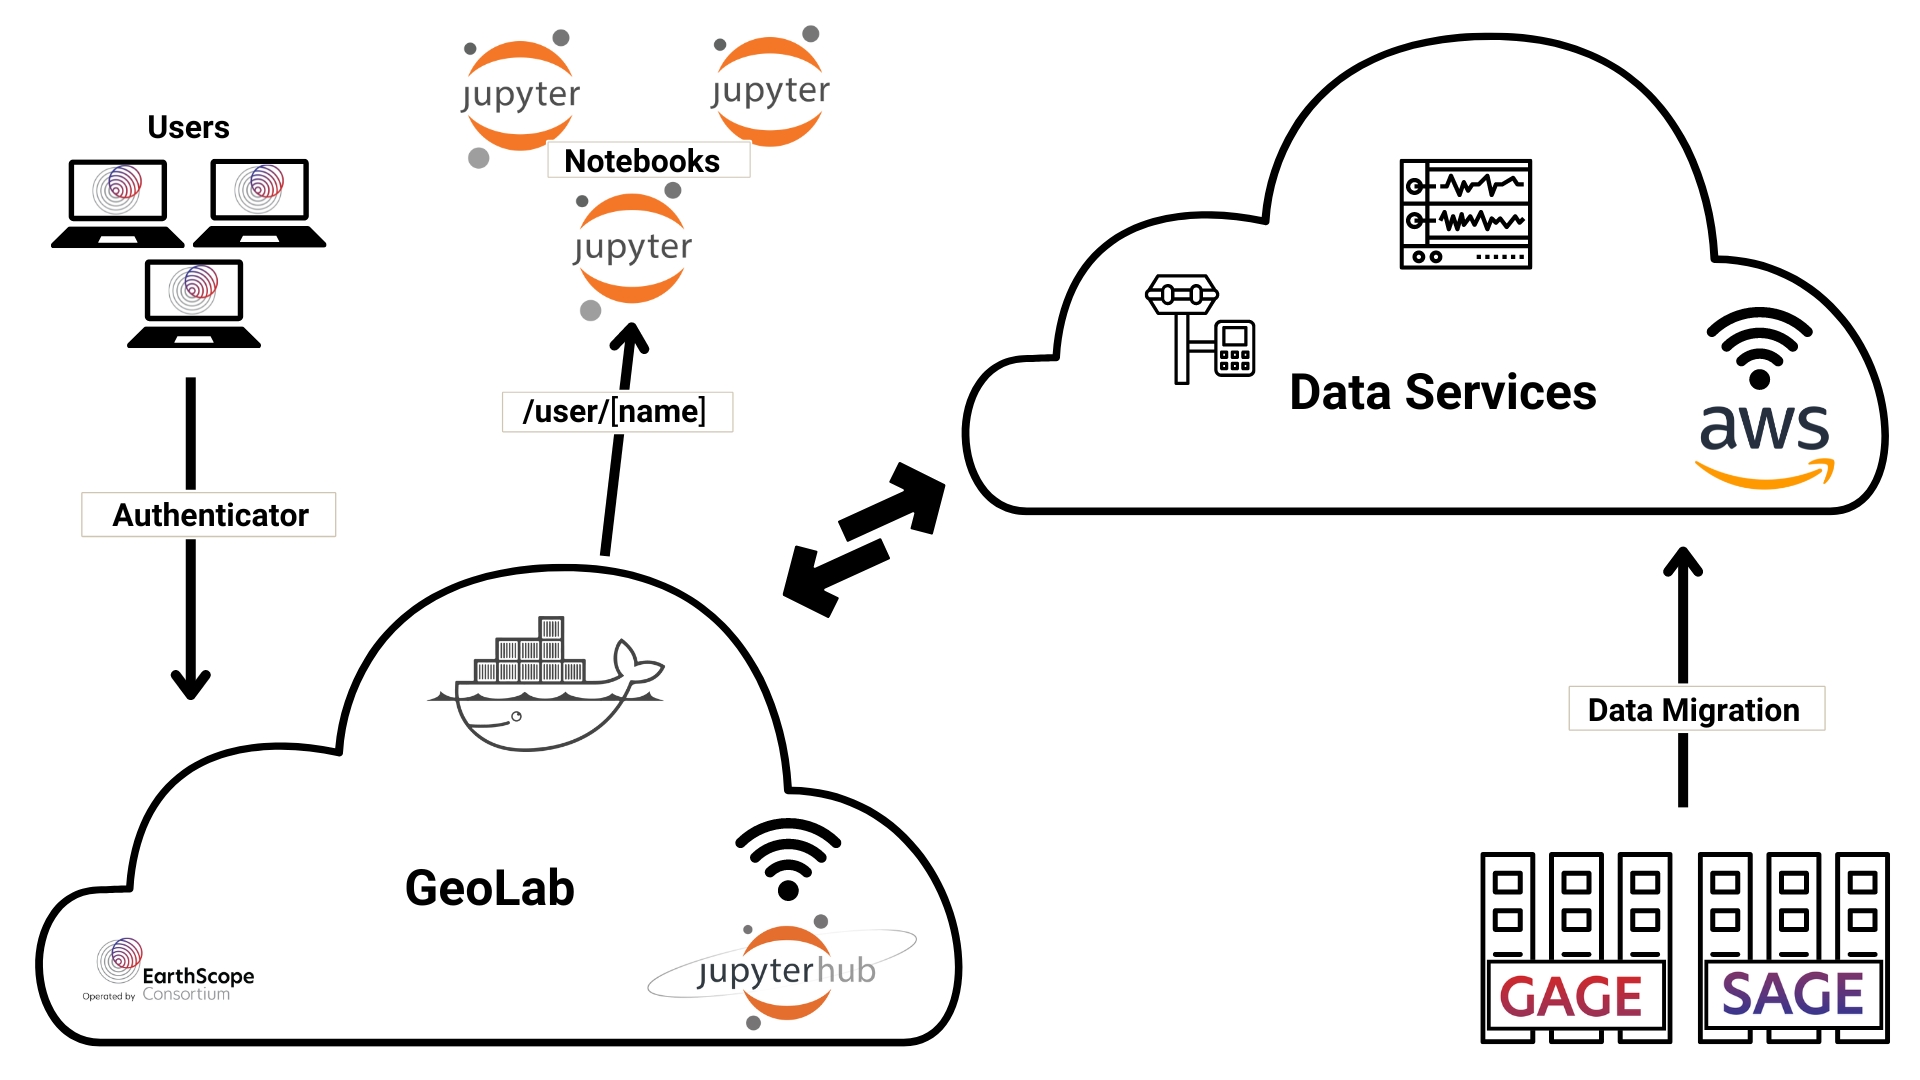 Users
jupyter
jupyter
Notebooks
jupyter
/user/[name]
Authenticator
Data Services
aws
Data Migration
GeoLab
EarthScope
Operated by Consortium
jupyterhub
GAGE
SAGE